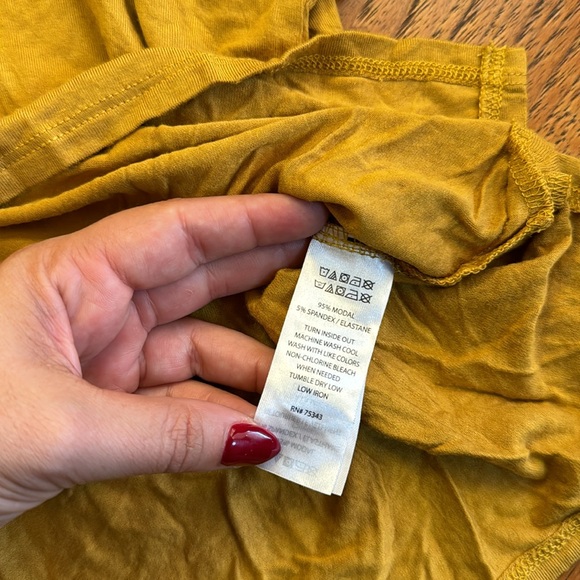 95% MODAL
5% SPANDEX / ELASTANE
TURN INSIDE OUT
MACHINE WASH COOL
WASH WITH LIKE COLORS
NON-CHLORINE BLEACH
WHEN NEEDED
TUMBLE DRY LOW
LOW IRON
RN# 75343